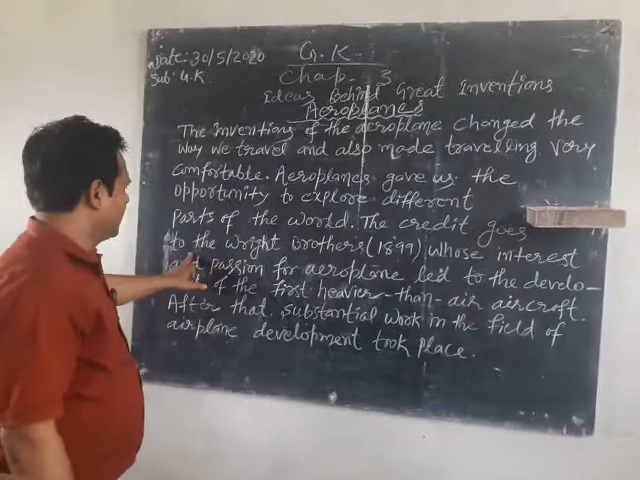 Date: 30/5/2020
Sub: G.K
G.K.
Chap - 3
Ideas Behind Great Inventions
Aeroplanes
The inventions of the aeroplane changed the
way we travel and also made travelling very
comfortable. Aeroplanes gave us the
opportunity to explore different
parts of the world. The credit goes
to the wright brothers (1899) whose interest
passion for aeroplane led to the develo-
of the first heavier-than-air aircraft.
After that, substantial work in the field of
airplane development took place.